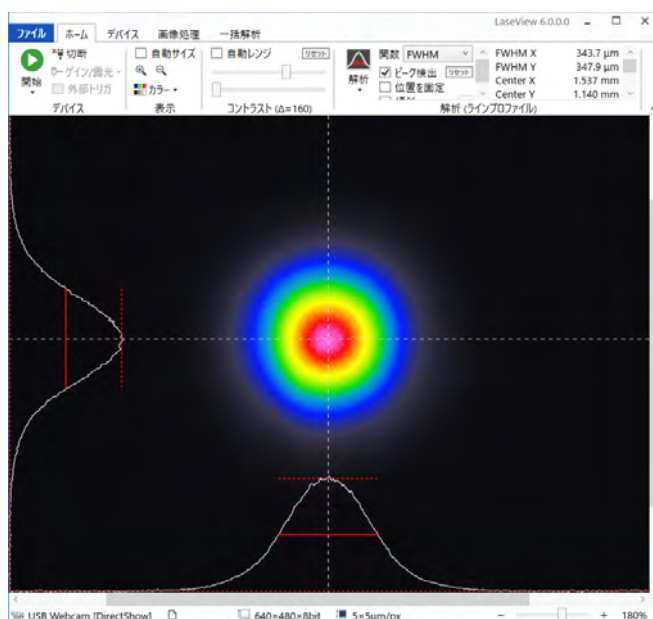 LaseView 6.0.0.0
ファイル ホーム デバイス 画像処理 一括解析
開始
切断
ゲイン/露光
外部トリガ
デバイス
自動サイズ
カラー
表示
自動レンジ リセット
コントラスト (Δ=160)
解析
関数 FWHM
ピーク検出 リセット
位置を固定
FWHM X 343.7 µm
FWHM Y 347.9 µm
Center X 1.537 mm
Center Y 1.140 mm
解析 (ラインプロファイル)
USB Webcam [DirectShow] 640×480×8bit 5×5µm/px 180%